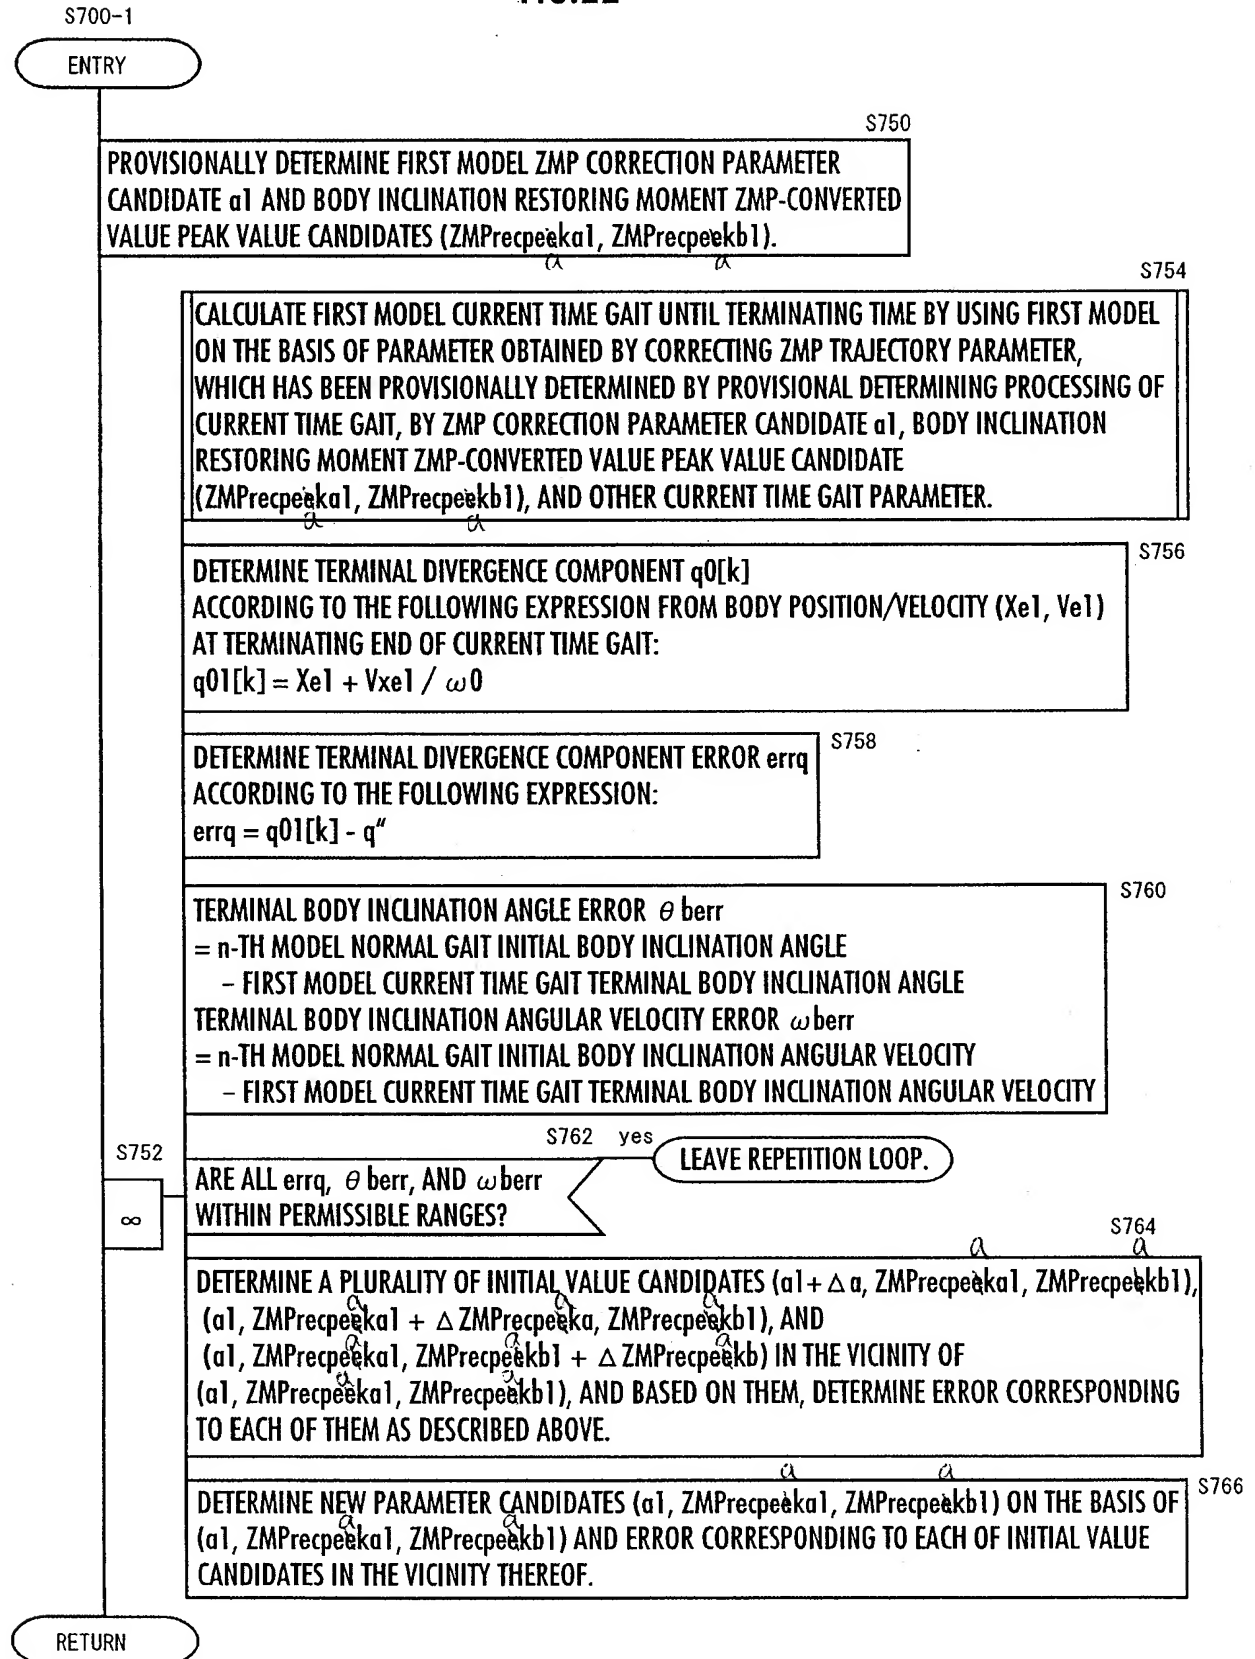 S700-1
ENTRY
S750
PROVISIONALLY DETERMINE FIRST MODEL ZMP CORRECTION PARAMETER
CANDIDATE a1 AND BODY INCLINATION RESTORING MOMENT ZMP-CONVERTED
VALUE PEAK VALUE CANDIDATES (ZMPrecpeeka1, ZMPrecpeekb1).
a a
S754
CALCULATE FIRST MODEL CURRENT TIME GAIT UNTIL TERMINATING TIME BY USING FIRST MODEL
ON THE BASIS OF PARAMETER OBTAINED BY CORRECTING ZMP TRAJECTORY PARAMETER,
WHICH HAS BEEN PROVISIONALLY DETERMINED BY PROVISIONAL DETERMINING PROCESSING OF
CURRENT TIME GAIT, BY ZMP CORRECTION PARAMETER CANDIDATE a1, BODY INCLINATION
RESTORING MOMENT ZMP-CONVERTED VALUE PEAK VALUE CANDIDATE
(ZMPrecpeeka1, ZMPrecpeekb1), AND OTHER CURRENT TIME GAIT PARAMETER.
a a
S756
DETERMINE TERMINAL DIVERGENCE COMPONENT q0[k]
ACCORDING TO THE FOLLOWING EXPRESSION FROM BODY POSITION/VELOCITY (Xe1, Ve1)
AT TERMINATING END OF CURRENT TIME GAIT:
q01[k] = Xe1 + Vxe1 / ω0
S758
DETERMINE TERMINAL DIVERGENCE COMPONENT ERROR errq
ACCORDING TO THE FOLLOWING EXPRESSION:
errq = q01[k] - q"
S760
TERMINAL BODY INCLINATION ANGLE ERROR θ berr
= n-TH MODEL NORMAL GAIT INITIAL BODY INCLINATION ANGLE
– FIRST MODEL CURRENT TIME GAIT TERMINAL BODY INCLINATION ANGLE
TERMINAL BODY INCLINATION ANGULAR VELOCITY ERROR ω berr
= n-TH MODEL NORMAL GAIT INITIAL BODY INCLINATION ANGULAR VELOCITY
– FIRST MODEL CURRENT TIME GAIT TERMINAL BODY INCLINATION ANGULAR VELOCITY
S752
∞
S762 yes
LEAVE REPETITION LOOP.
ARE ALL errq, θ berr, AND ω berr
WITHIN PERMISSIBLE RANGES?
S764
a a
DETERMINE A PLURALITY OF INITIAL VALUE CANDIDATES (a1+ Δ a, ZMPrecpeeka1, ZMPrecpeekb1),
a a a
(a1, ZMPrecpeeka1 + Δ ZMPrecpeeka, ZMPrecpeekb1), AND
a a a
(a1, ZMPrecpeeka1, ZMPrecpeekb1 + Δ ZMPrecpeekb) IN THE VICINITY OF
a a
(a1, ZMPrecpeeka1, ZMPrecpeekb1), AND BASED ON THEM, DETERMINE ERROR CORRESPONDING
TO EACH OF THEM AS DESCRIBED ABOVE.
S766
a a
DETERMINE NEW PARAMETER CANDIDATES (a1, ZMPrecpeeka1, ZMPrecpeekb1) ON THE BASIS OF
a a
(a1, ZMPrecpeeka1, ZMPrecpeekb1) AND ERROR CORRESPONDING TO EACH OF INITIAL VALUE
CANDIDATES IN THE VICINITY THEREOF.
RETURN